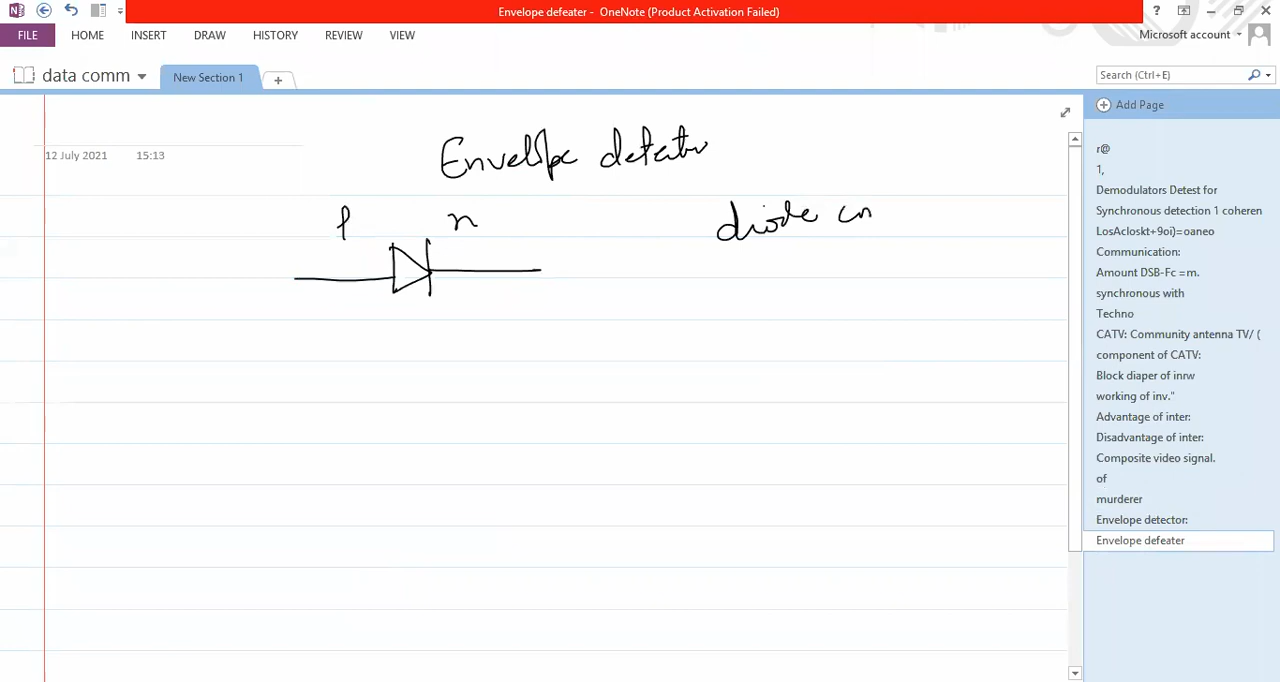 Envelope defeater - OneNote (Product Activation Failed)
FILE HOME INSERT DRAW HISTORY REVIEW VIEW
Microsoft account
data comm
New Section 1
Search (Ctrl+E)
Add Page
12 July 2021 15:13
Envelope detector
P n
diode cn
r@
1,
Demodulators Detest for
Synchronous detection 1 coheren
LosAcloskt+9oi)=oaneo
Communication:
Amount DSB-Fc =m.
synchronous with
Techno
CATV: Community antenna TV/ (
component of CATV:
Block diaper of inrw
working of inv."
Advantage of inter:
Disadvantage of inter:
Composite video signal.
of
murderer
Envelope detector:
Envelope defeater